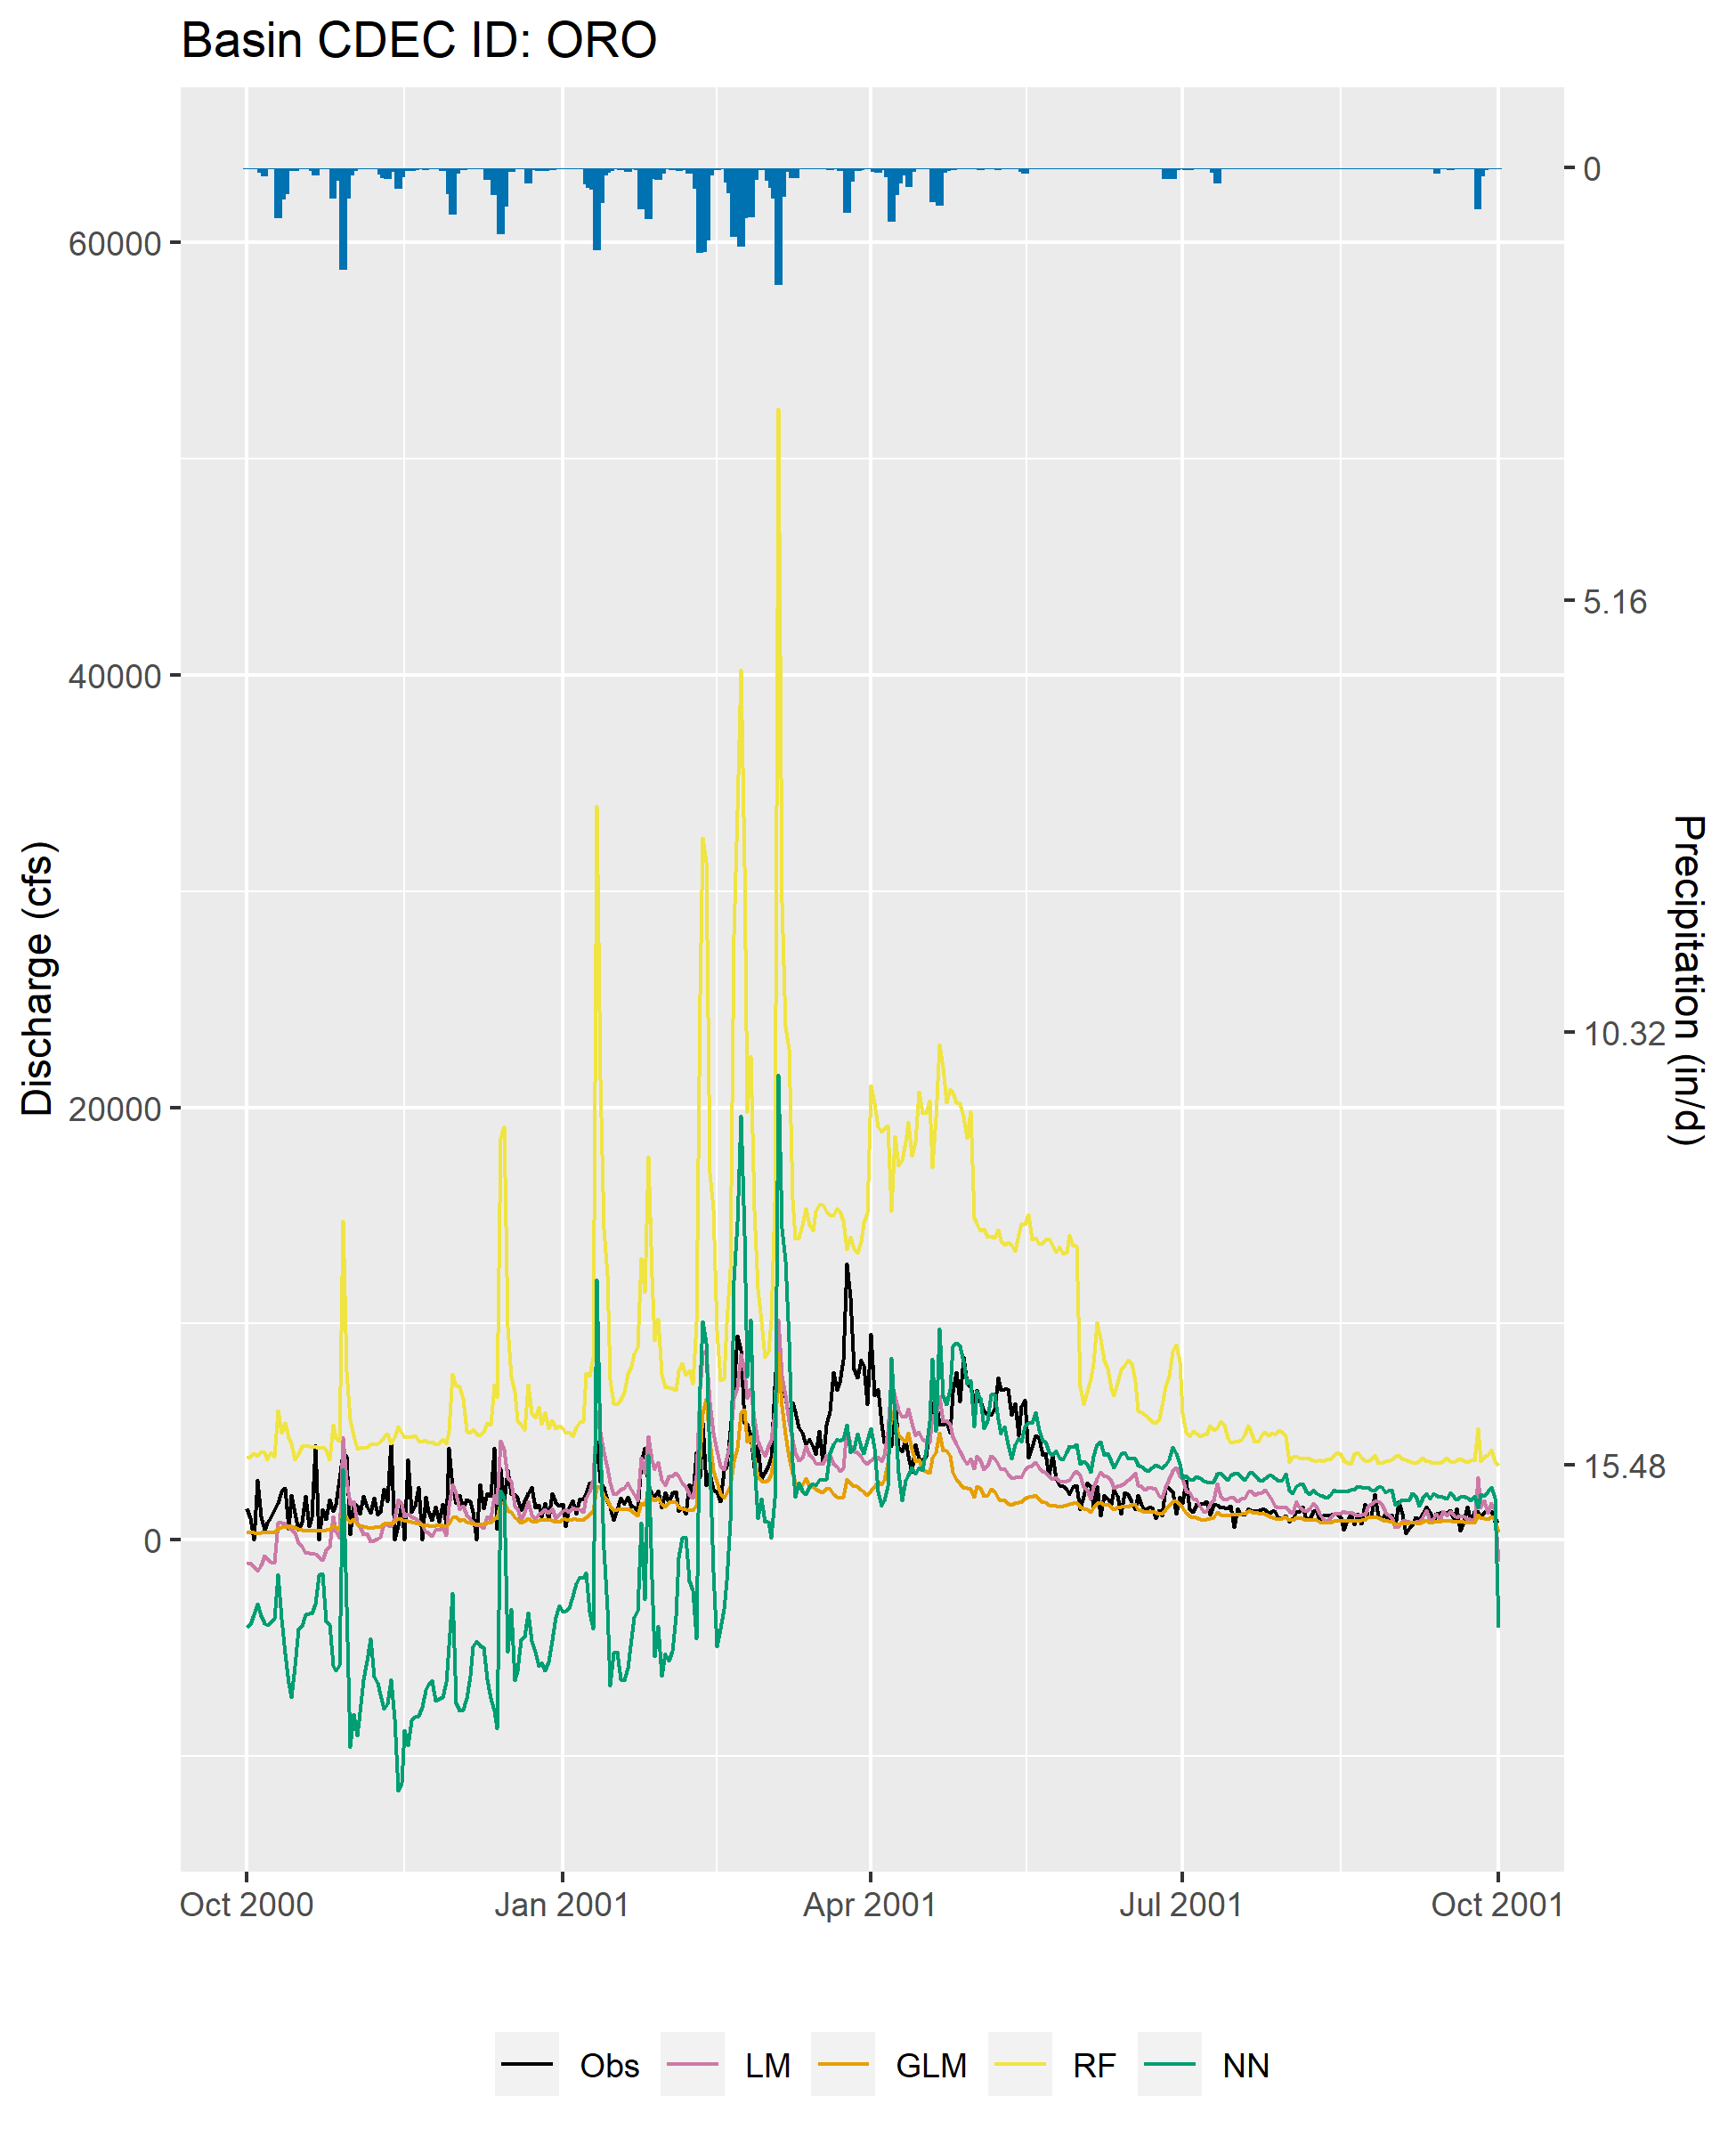 Basin CDEC ID: ORO
0
60000
5.16
40000
Discharge (cfs)
Precipitation (in/d)
10.32
20000
15.48
0
Oct 2000 Jan 2001 Apr 2001 Jul 2001 Oct 2001
Obs LM GLM RF NN